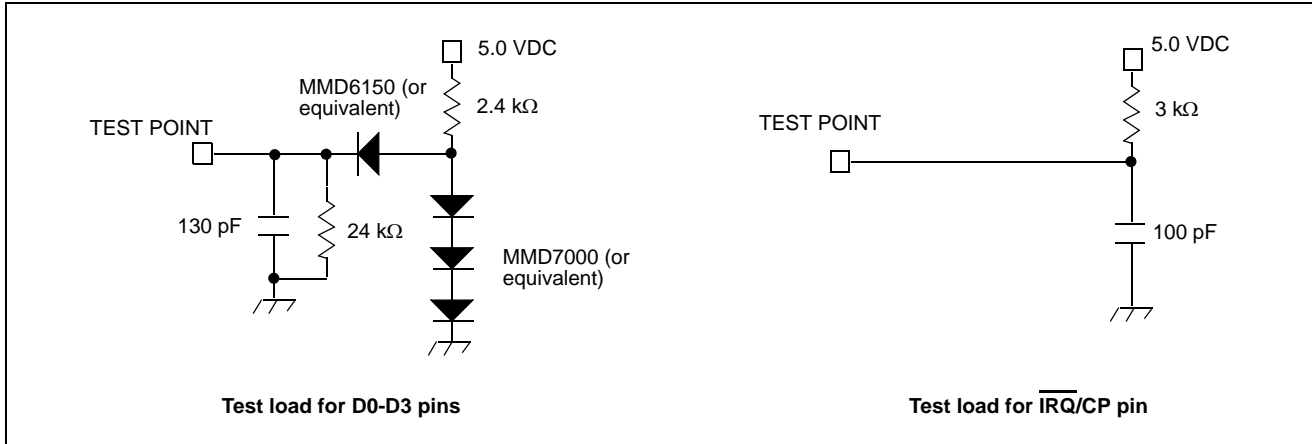 5.0 VDC
MMD6150 (or
equivalent)
2.4 kΩ
TEST POINT
130 pF
24 kΩ
MMD7000 (or
equivalent)
Test load for D0-D3 pins
5.0 VDC
3 kΩ
TEST POINT
100 pF
Test load for I̅R̅Q̅/CP pin